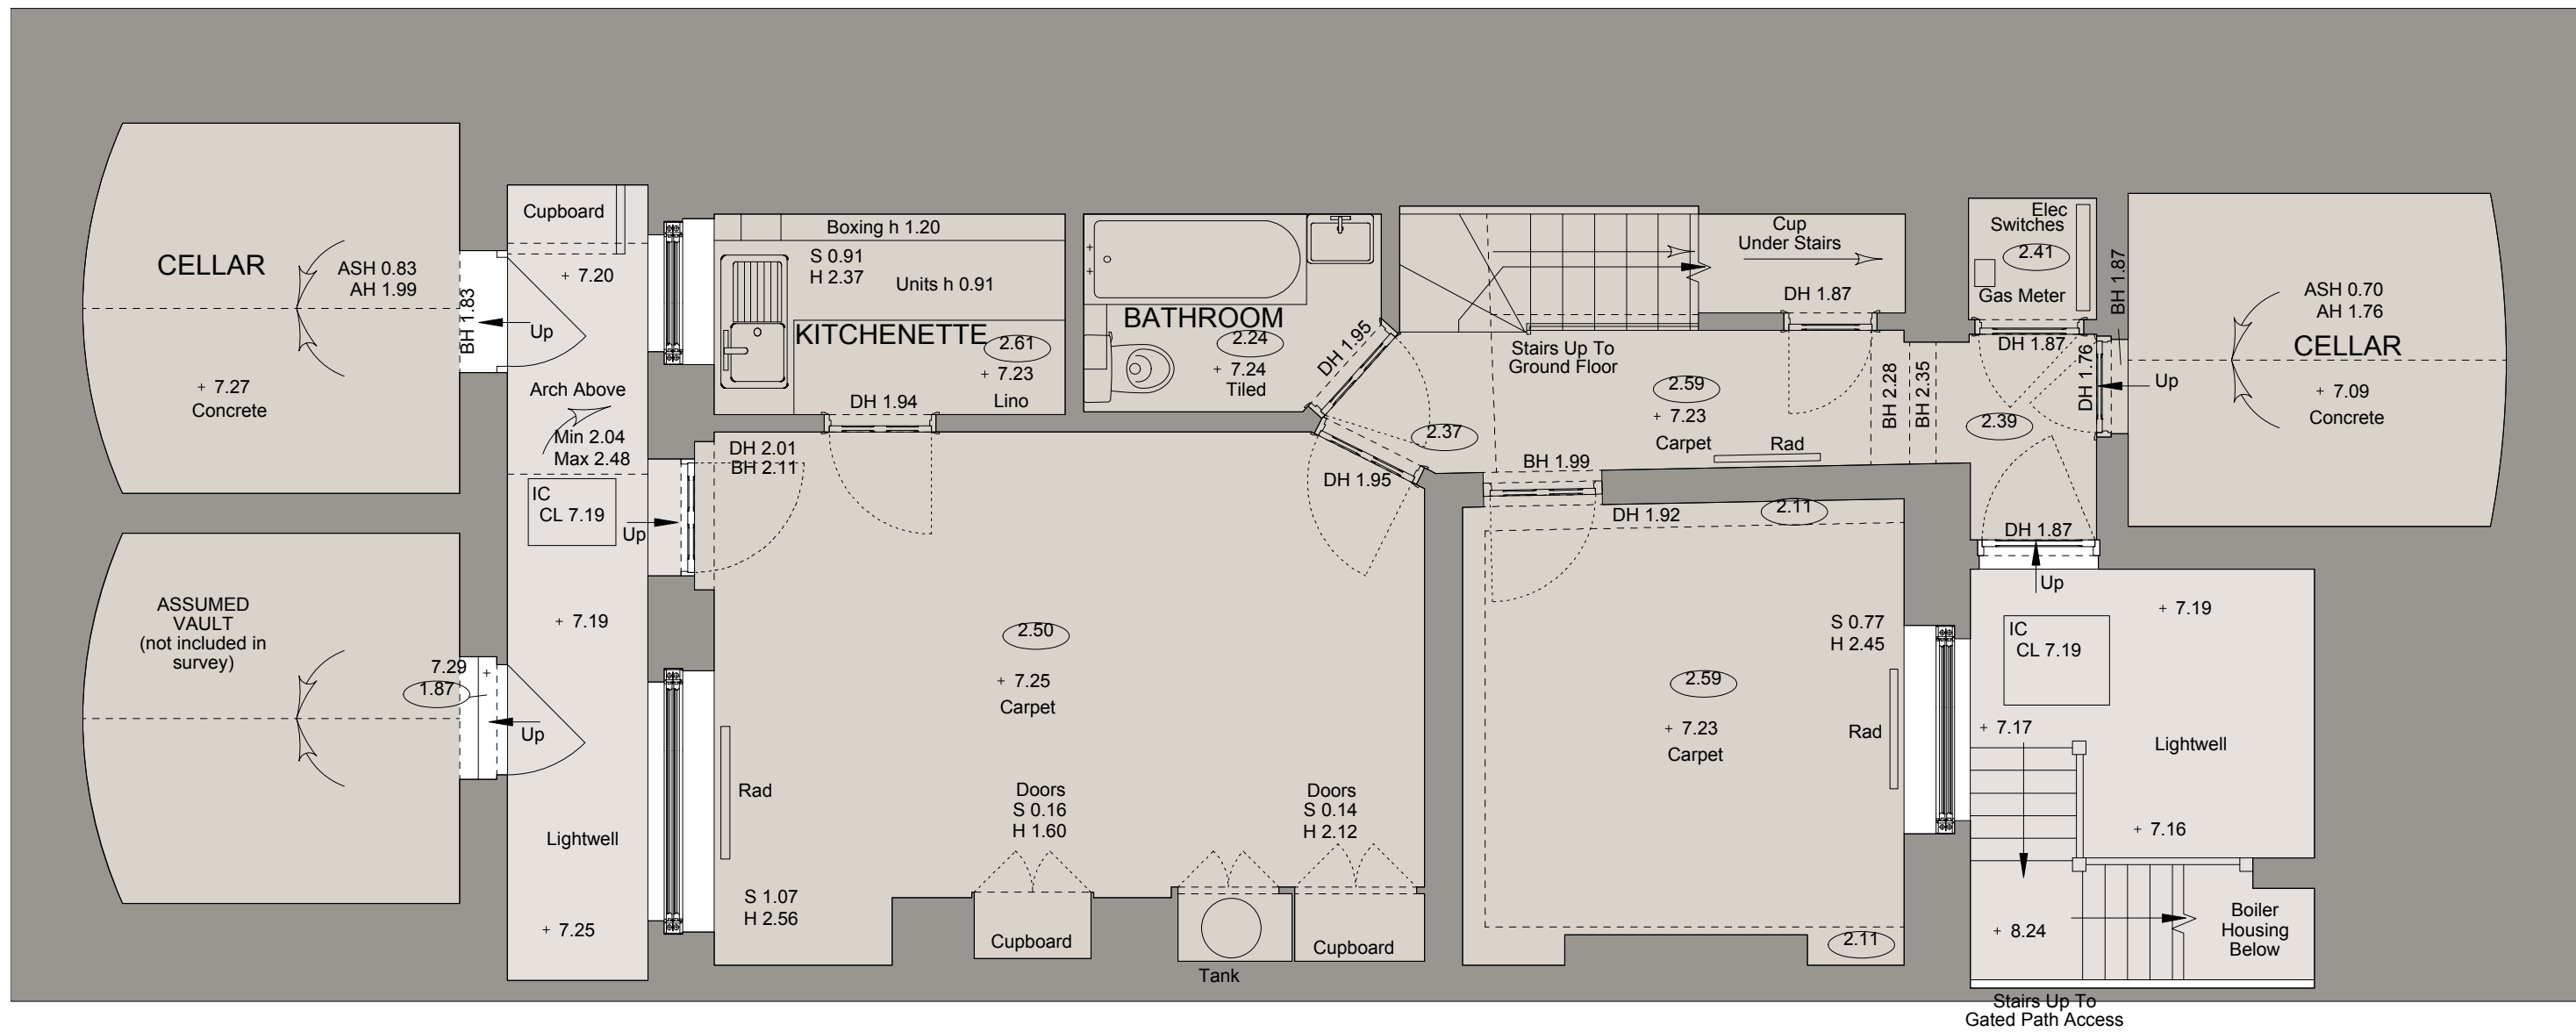 CELLAR
ASH 0.83
AH 1.99
+ 7.27
Concrete
BH 1.83
Up
Cupboard
+ 7.20
Arch Above
Min 2.04
Max 2.48
IC
CL 7.19
Up
ASSUMED
VAULT
(not included in
survey)
7.29
+
1.87
Up
+ 7.19
Lightwell
+ 7.25
Boxing h 1.20
S 0.91
H 2.37
Units h 0.91
KITCHENETTE
2.61
+ 7.23
Lino
DH 1.94
DH 2.01
BH 2.11
2.50
+ 7.25
Carpet
Rad
S 1.07
H 2.56
Doors
S 0.16
H 1.60
Cupboard
Tank
Doors
S 0.14
H 2.12
Cupboard
BATHROOM
2.24
+ 7.24
Tiled
DH 1.95
DH 1.95
2.37
Stairs Up To
Ground Floor
Cup
Under Stairs
DH 1.87
2.59
+ 7.23
Carpet
Rad
BH 2.28
BH 2.35
BH 1.99
DH 1.92
2.11
2.59
+ 7.23
Carpet
S 0.77
H 2.45
Rad
2.11
Elec
Switches
2.41
Gas Meter
DH 1.87
2.39
DH 1.76
BH 1.87
Up
DH 1.87
Up
CELLAR
ASH 0.70
AH 1.76
+ 7.09
Concrete
IC
CL 7.19
+ 7.19
+ 7.17
Lightwell
+ 7.16
+ 8.24
Boiler
Housing
Below
Stairs Up To
Gated Path Access